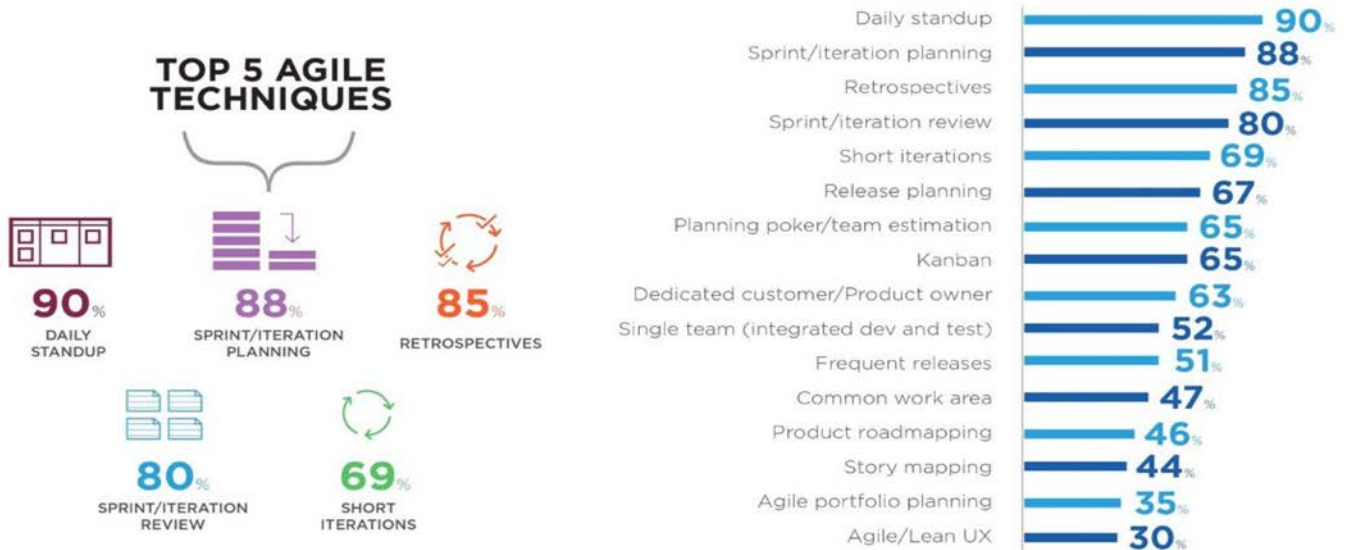 TOP 5 AGILE
TECHNIQUES
90%
DAILY
STANDUP
88%
SPRINT/ITERATION
PLANNING
85%
RETROSPECTIVES
80%
SPRINT/ITERATION
REVIEW
69%
SHORT
ITERATIONS
Daily standup 90%
Sprint/iteration planning 88%
Retrospectives 85%
Sprint/iteration review 80%
Short iterations 69%
Release planning 67%
Planning poker/team estimation 65%
Kanban 65%
Dedicated customer/Product owner 63%
Single team (integrated dev and test) 52%
Frequent releases 51%
Common work area 47%
Product roadmapping 46%
Story mapping 44%
Agile portfolio planning 35%
Agile/Lean UX 30%